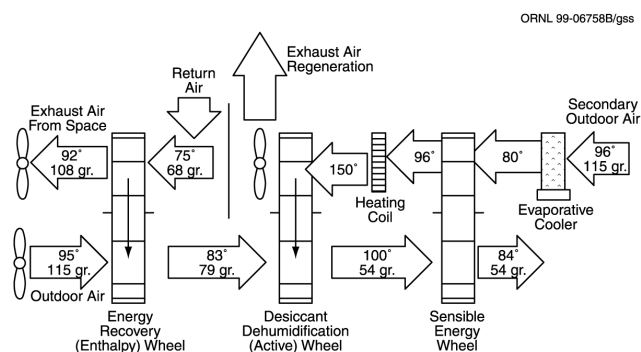 ORNL 99-06758B/gss
Exhaust Air
Regeneration
Return
Air
Exhaust Air
From Space
Secondary
Outdoor Air
92°
108 gr.
75°
68 gr.
150°
96°
80°
96°
115 gr.
Heating
Coil
Evaporative
Cooler
95°
115 gr.
83°
79 gr.
100°
54 gr.
84°
54 gr.
Outdoor Air
Energy
Recovery
(Enthalpy) Wheel
Desiccant
Dehumidification
(Active) Wheel
Sensible
Energy
Wheel